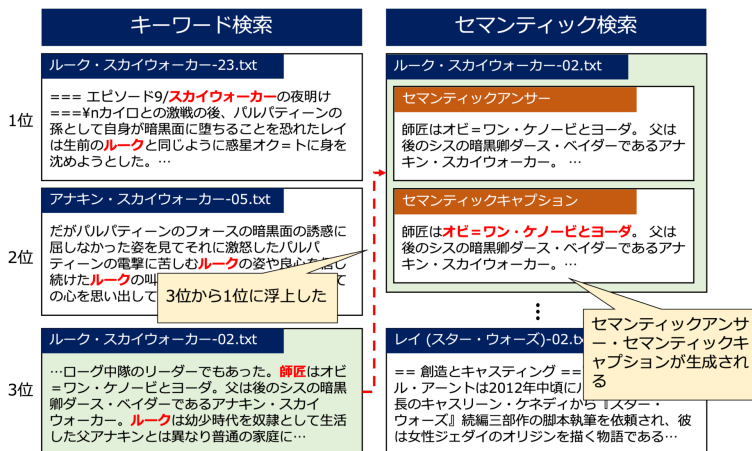 キーワード検索
セマンティック検索
1位
ルーク・スカイウォーカー-23.txt
=== エピソード9/スカイウォーカーの夜明け
===¥nカイロとの激戦の後、パルパティーンの
孫として自身が暗黒面に堕ちることを恐れたレイ
は生前のルークと同じように惑星オク=トに身を
沈めようとした。…
2位
アナキン・スカイウォーカー-05.txt
だがパルパティーンのフォースの暗黒面の誘惑に
屈しなかった姿を見てそれに激怒したパルパ
ティーンの電撃に苦しむルークの姿や良心を信じ
続けたルークの叫
ての
の心を思い出して
3位から1位に浮上した
3位
ルーク・スカイウォーカー-02.txt
…ローグ中隊のリーダーでもあった。師匠はオビ
=ワン・ケノービとヨーダ。父は後のシスの暗黒
卿ダース・ベイダーであるアナキン・スカイ
ウォーカー。ルークは幼少時代を奴隷として生活
した父アナキンとは異なり普通の家庭に…
ルーク・スカイウォーカー-02.txt
セマンティックアンサー
師匠はオビ=ワン・ケノービとヨーダ。 父は
後のシスの暗黒卿ダース・ベイダーであるアナ
キン・スカイウォーカー。 …
セマンティックキャプション
師匠はオビ=ワン・ケノービとヨーダ。 父は
後のシスの暗黒卿ダース・ベイダーであるアナ
キン・スカイウォーカー。…
セマンティックアンサ
ー・セマンティックキ
ャプションが生成され
る
レイ (スター・ウォーズ)-02.tx
== 創造とキャスティング ==
ル・アーントは2012年中頃に
長のキャスリーン・ケネディから『スター・
ウォーズ』続編三部作の脚本執筆を依頼され、彼
は女性ジェダイのオリジンを描く物語である…